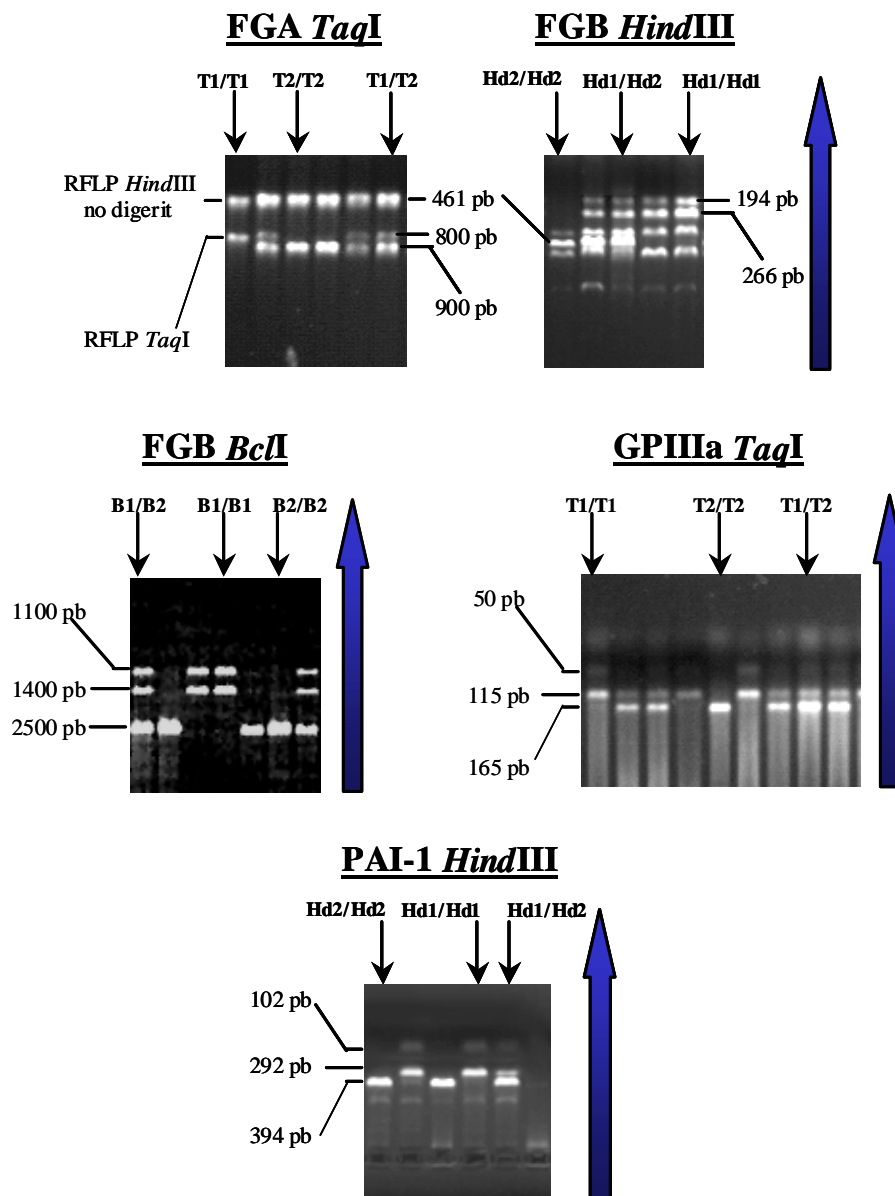 FGA TaqI
T1/T1 T2/T2 T1/T2
RFLP HindIII
no digerit
RFLP TaqI
800 pb
900 pb
FGB HindIII
Hd2/Hd2 Hd1/Hd2 Hd1/Hd1
461 pb
194 pb
266 pb
FGB BclI
B1/B2 B1/B1 B2/B2
1100 pb
1400 pb
2500 pb
GPIIIa TaqI
T1/T1 T2/T2 T1/T2
50 pb
115 pb
165 pb
PAI-1 HindIII
Hd2/Hd2 Hd1/Hd1 Hd1/Hd2
102 pb
292 pb
394 pb